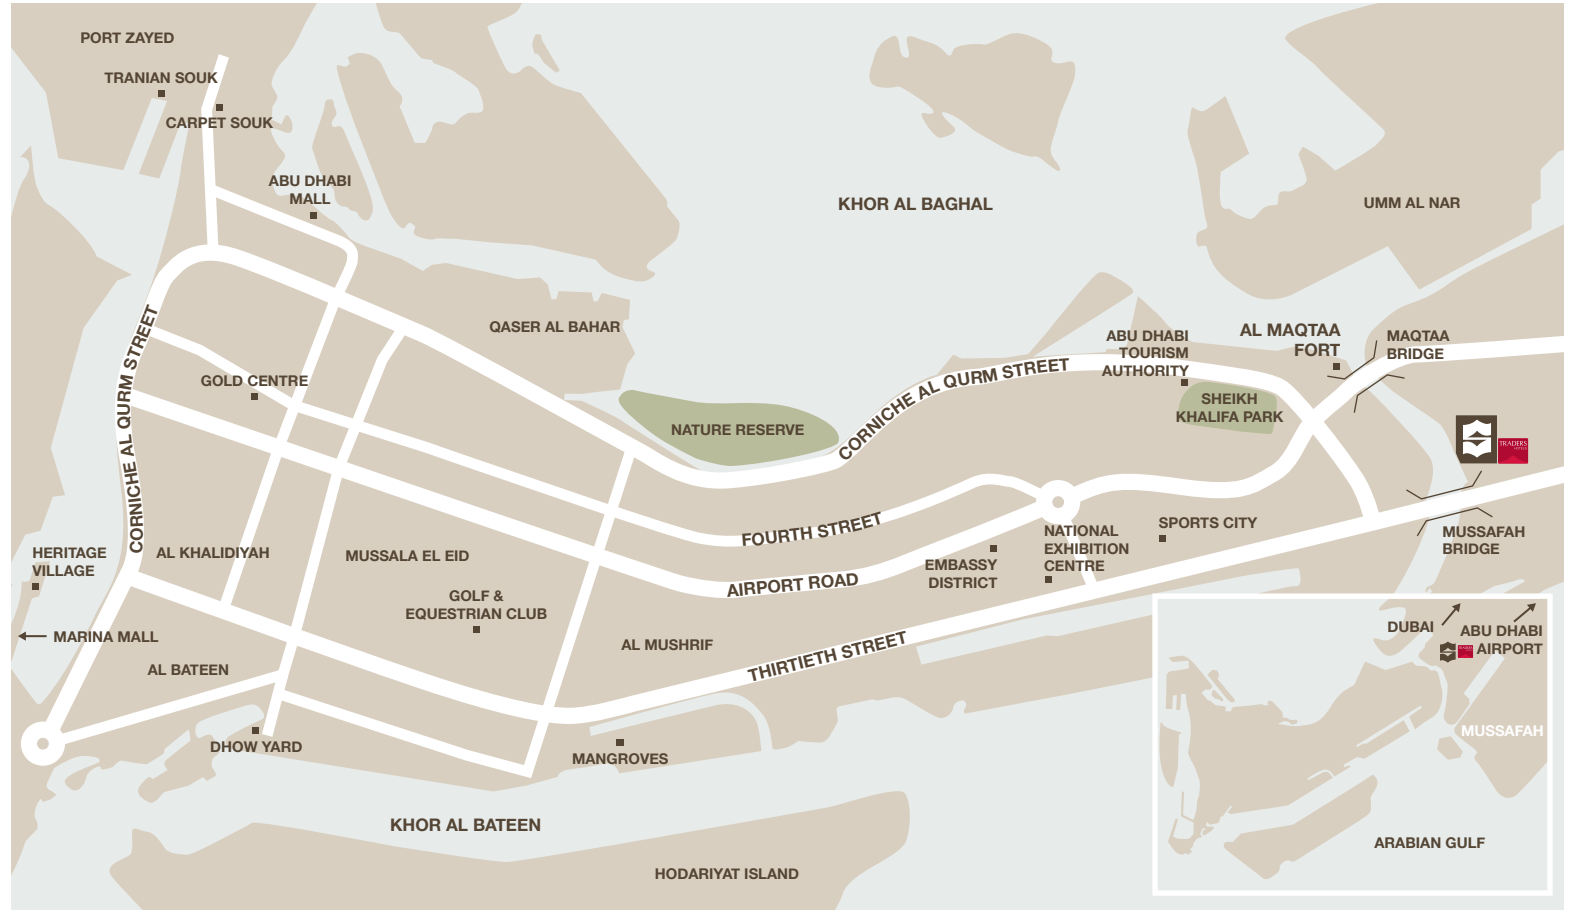 PORT ZAYED
TRANIAN SOUK
CARPET SOUK
ABU DHABI
MALL
KHOR AL BAGHAL
UMM AL NAR
QASER AL BAHAR
CORNICHE AL QURM STREET
GOLD CENTRE
NATURE RESERVE
CORNICHE AL QURM STREET
ABU DHABI
TOURISM
AUTHORITY
AL MAQTAA
FORT
MAQTAA
BRIDGE
SHEIKH
KHALIFA PARK
TRADERS
HOTELS
FOURTH STREET
AIRPORT ROAD
THIRTIETH STREET
NATIONAL
EXHIBITION
CENTRE
SPORTS CITY
EMBASSY
DISTRICT
MUSSAFAH
BRIDGE
HERITAGE
VILLAGE
AL KHALIDIYAH
MUSSALA EL EID
GOLF &
EQUESTRIAN CLUB
MARINA MALL
AL BATEEN
AL MUSHRIF
DHOW YARD
MANGROVES
KHOR AL BATEEN
HODARIYAT ISLAND
DUBAI
ABU DHABI
AIRPORT
MUSSAFAH
ARABIAN GULF